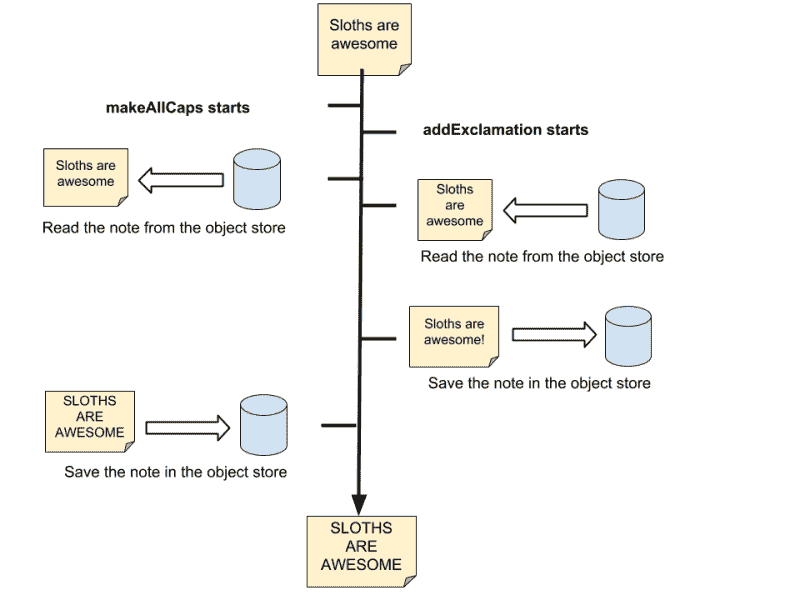 Sloths are
awesome
makeAllCaps starts
addExclamation starts
Sloths are
awesome
Read the note from the object store
Sloths
are
awesome
Read the note from the object store
Sloths are
awesome!
Save the note in the object store
SLOTHS
ARE
AWESOME
Save the note in the object store
SLOTHS
ARE
AWESOME